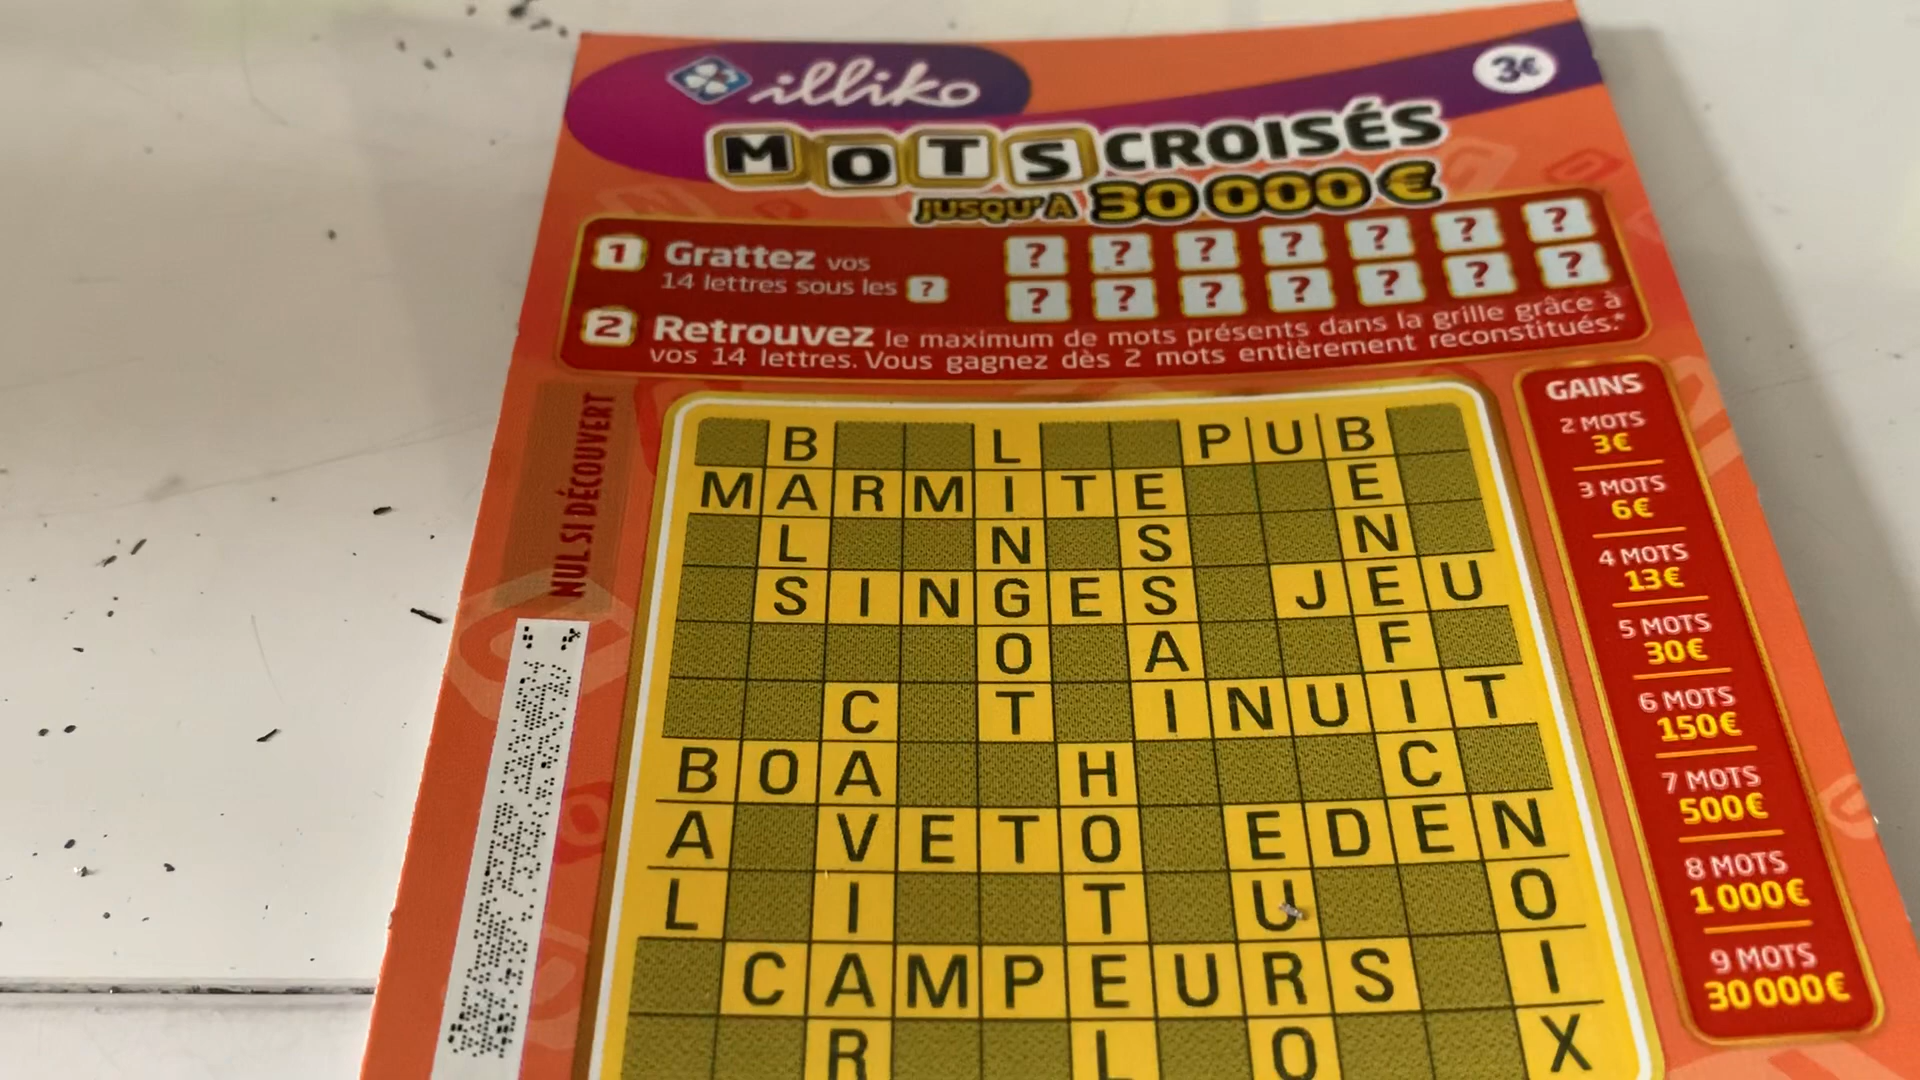 illiko
3€
MOTS CROISÉS
JUSQU'À 30 000 €
1 Grattez vos
14 lettres sous les ?
? ? ? ? ? ? ?
? ? ? ? ? ? ?
2 Retrouvez le maximum de mots présents dans la grille grâce à
vos 14 lettres. Vous gagnez dès 2 mots entièrement reconstitués.*
NUL SI DÉCOUVERT
B L P U B
M A R M I T E E
L N S N
S I N G E S J E U
O A F
C T I N U I T
B O A H C
A V E T O E D E N
L I T U O
C A M P E U R S I
R L O X
GAINS
2 MOTS
3€
3 MOTS
6€
4 MOTS
13€
5 MOTS
30€
6 MOTS
150€
7 MOTS
500€
8 MOTS
1 000€
9 MOTS
30 000€